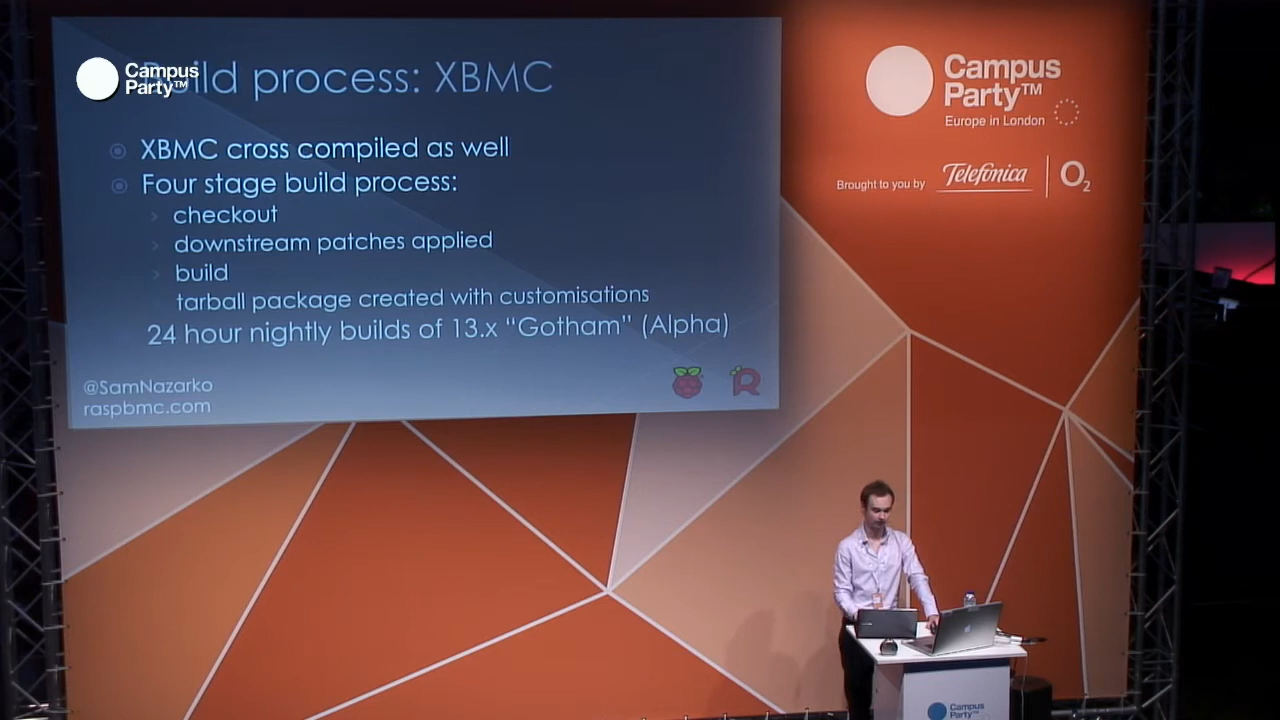 Campus
Party™
Build process: XBMC
XBMC cross compiled as well
Four stage build process:
checkout
downstream patches applied
build
tarball package created with customisations
24 hour nightly builds of 13.x “Gotham” (Alpha)
@SamNazarko
raspbmc.com
Campus
Party™
Europe in London
Brought to you by Telefónica O2
Campus
Party™